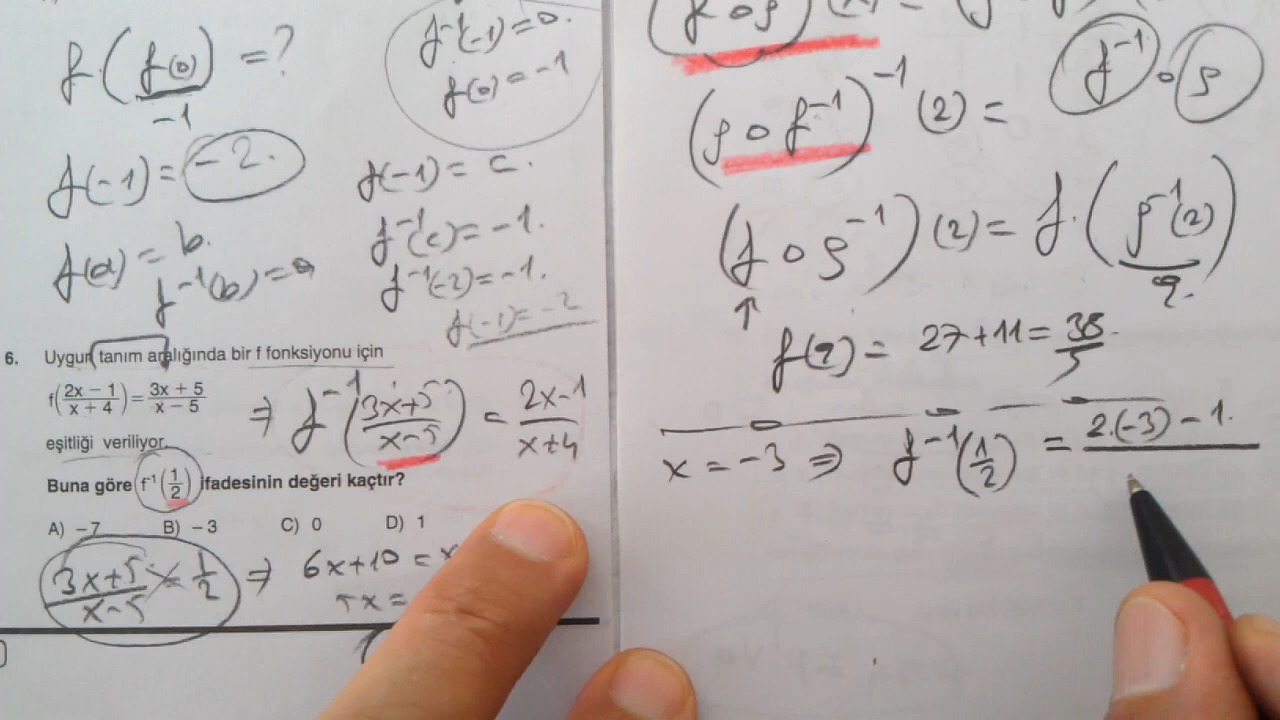 f(f(0)) = ?
-1
f⁻¹(-1) = 0.
f(0) = -1
f(-1) = -2.
f(-1) = c.
f⁻¹(c) = -1.
f(a) = b.
f⁻¹(b) = a
f⁻¹(-2) = -1.
f(-1) = -2
6. Uygun tanım aralığında bir f fonksiyonu için
f((2x − 1)/(x + 4)) = (3x + 5)/(x − 5)
⇒ f⁻¹((3x+5)/(x-5)) = (2x-1)/(x+4)
eşitliği veriliyor.
Buna göre f⁻¹(1/2) ifadesinin değeri kaçtır?
A) −7 B) −3 C) 0 D) 1
(3x+5)/(x-5) = 1/2 ⇒ 6x+10 = x
5x =
(g o f⁻¹)⁻¹ (2) =
f⁻¹ o g
(f o g⁻¹) (2) = f(g⁻¹(2))
9.
f(9) = 27+11 = 38
x = -3 ⇒ f⁻¹(1/2) = 2.(-3) - 1.